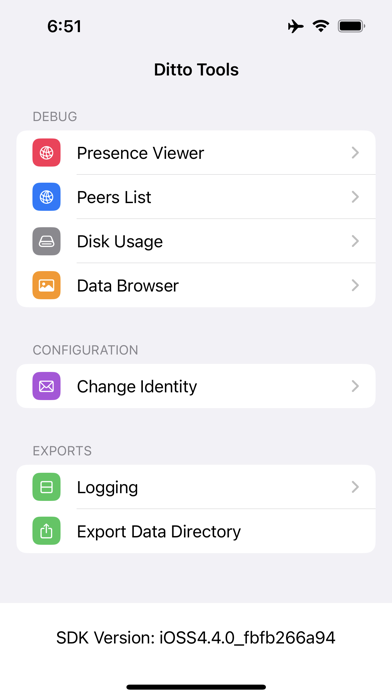 6:51
Ditto Tools
DEBUG
Presence Viewer
Peers List
Disk Usage
Data Browser
CONFIGURATION
Change Identity
EXPORTS
Logging
Export Data Directory
SDK Version: iOSS4.4.0_fbfb266a94